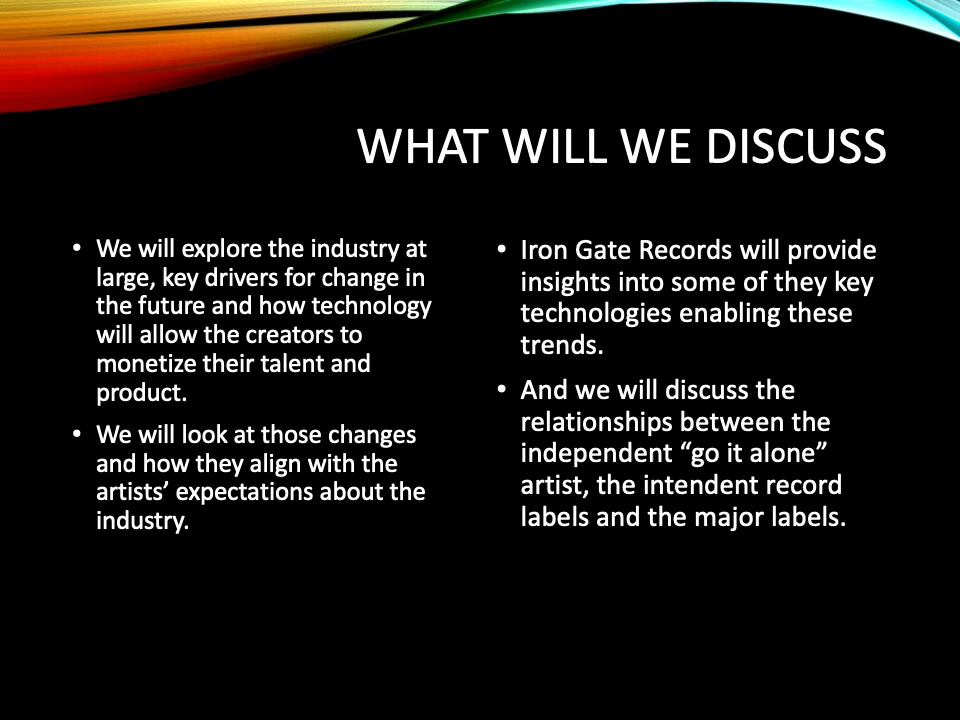 WHAT WILL WE DISCUSS
• We will explore the industry at
large, key drivers for change in
the future and how technology
will allow the creators to
monetize their talent and
product.
• We will look at those changes
and how they align with the
artists’ expectations about the
industry.
• Iron Gate Records will provide
insights into some of they key
technologies enabling these
trends.
• And we will discuss the
relationships between the
independent “go it alone”
artist, the intendent record
labels and the major labels.